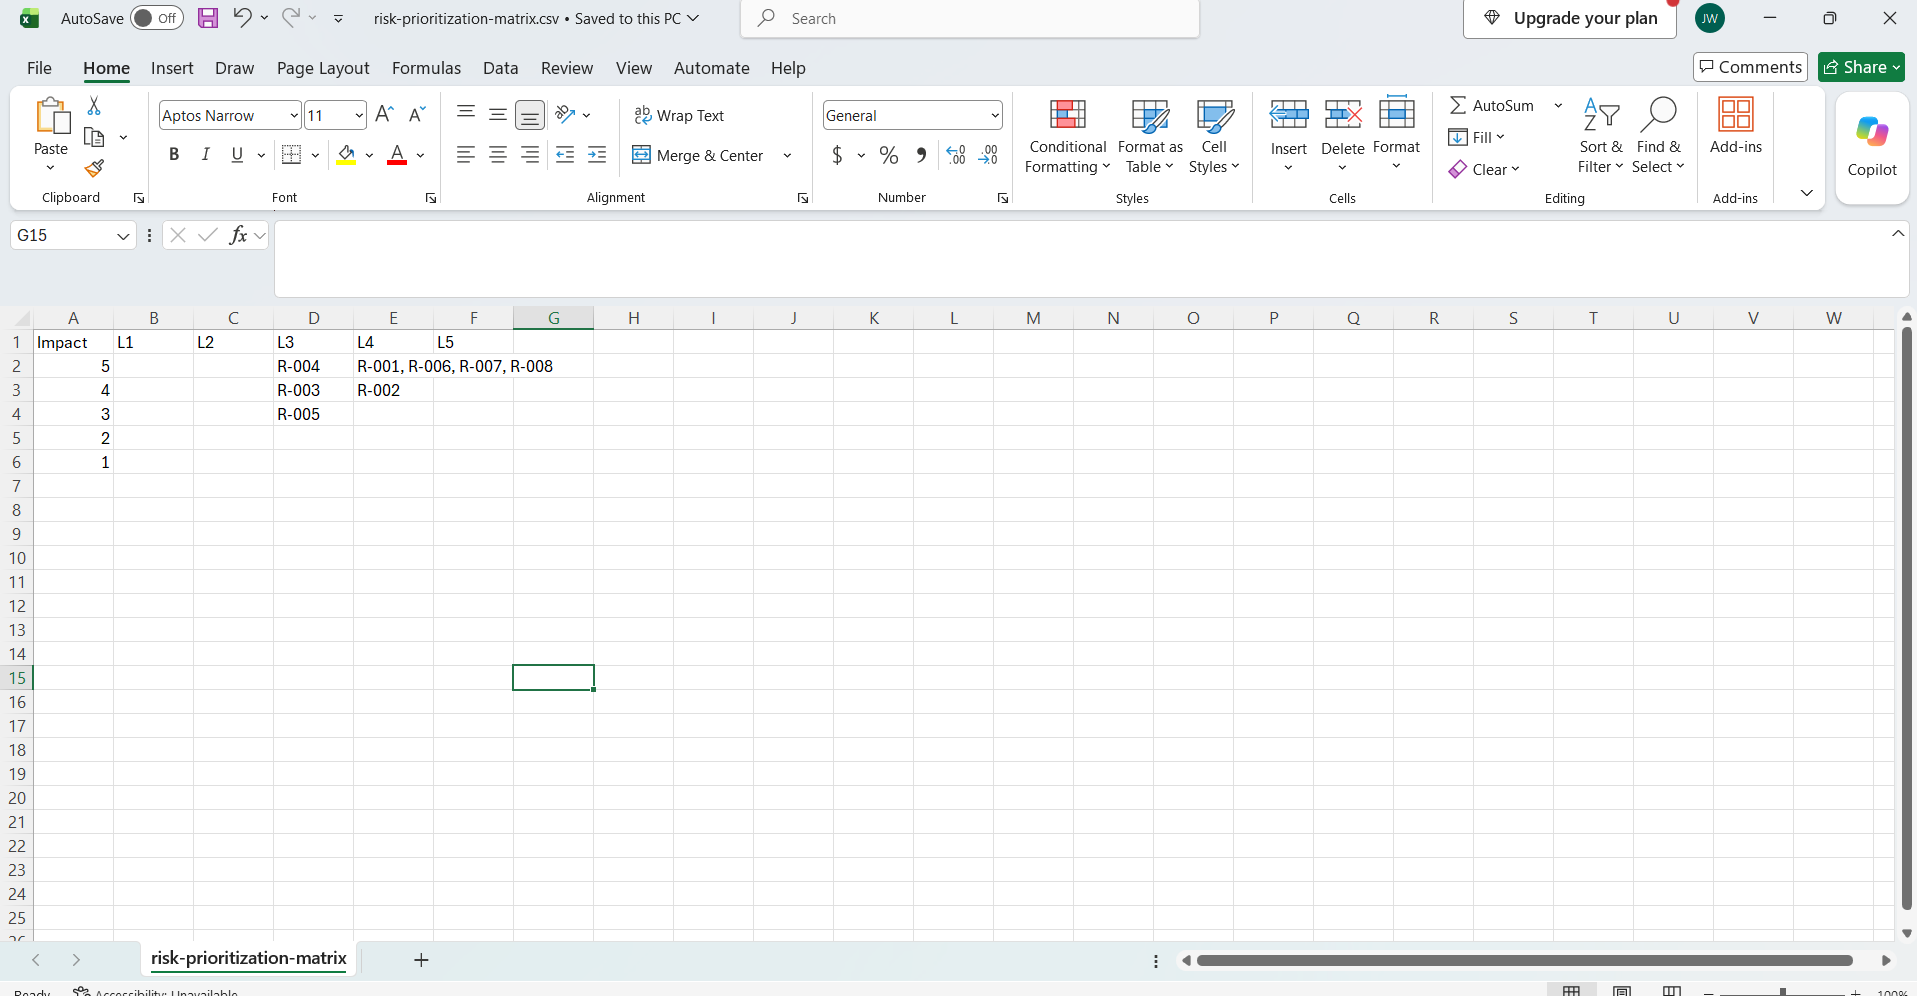 AutoSave Off risk-prioritization-matrix.csv • Saved to this PC Search Upgrade your plan JW
File Home Insert Draw Page Layout Formulas Data Review View Automate Help Comments Share
Paste Aptos Narrow 11 Wrap Text General Conditional Formatting Format as Table Cell Styles Insert Delete Format AutoSum Sort & Filter Find & Select Add-ins Copilot
B I U A Merge & Center $ % Fill
Clear
Clipboard Font Alignment Number Styles Cells Editing Add-ins
G15 fx
A B C D E F G H I J K L M N O P Q R S T U V W
1 Impact L1 L2 L3 L4 L5
2 5 R-004 R-001, R-006, R-007, R-008
3 4 R-003 R-002
4 3 R-005
5 2
6 1
7
8
9
10
11
12
13
14
15
16
17
18
19
20
21
22
23
24
25
26
risk-prioritization-matrix
Ready Accessibility: Unavailable 100%